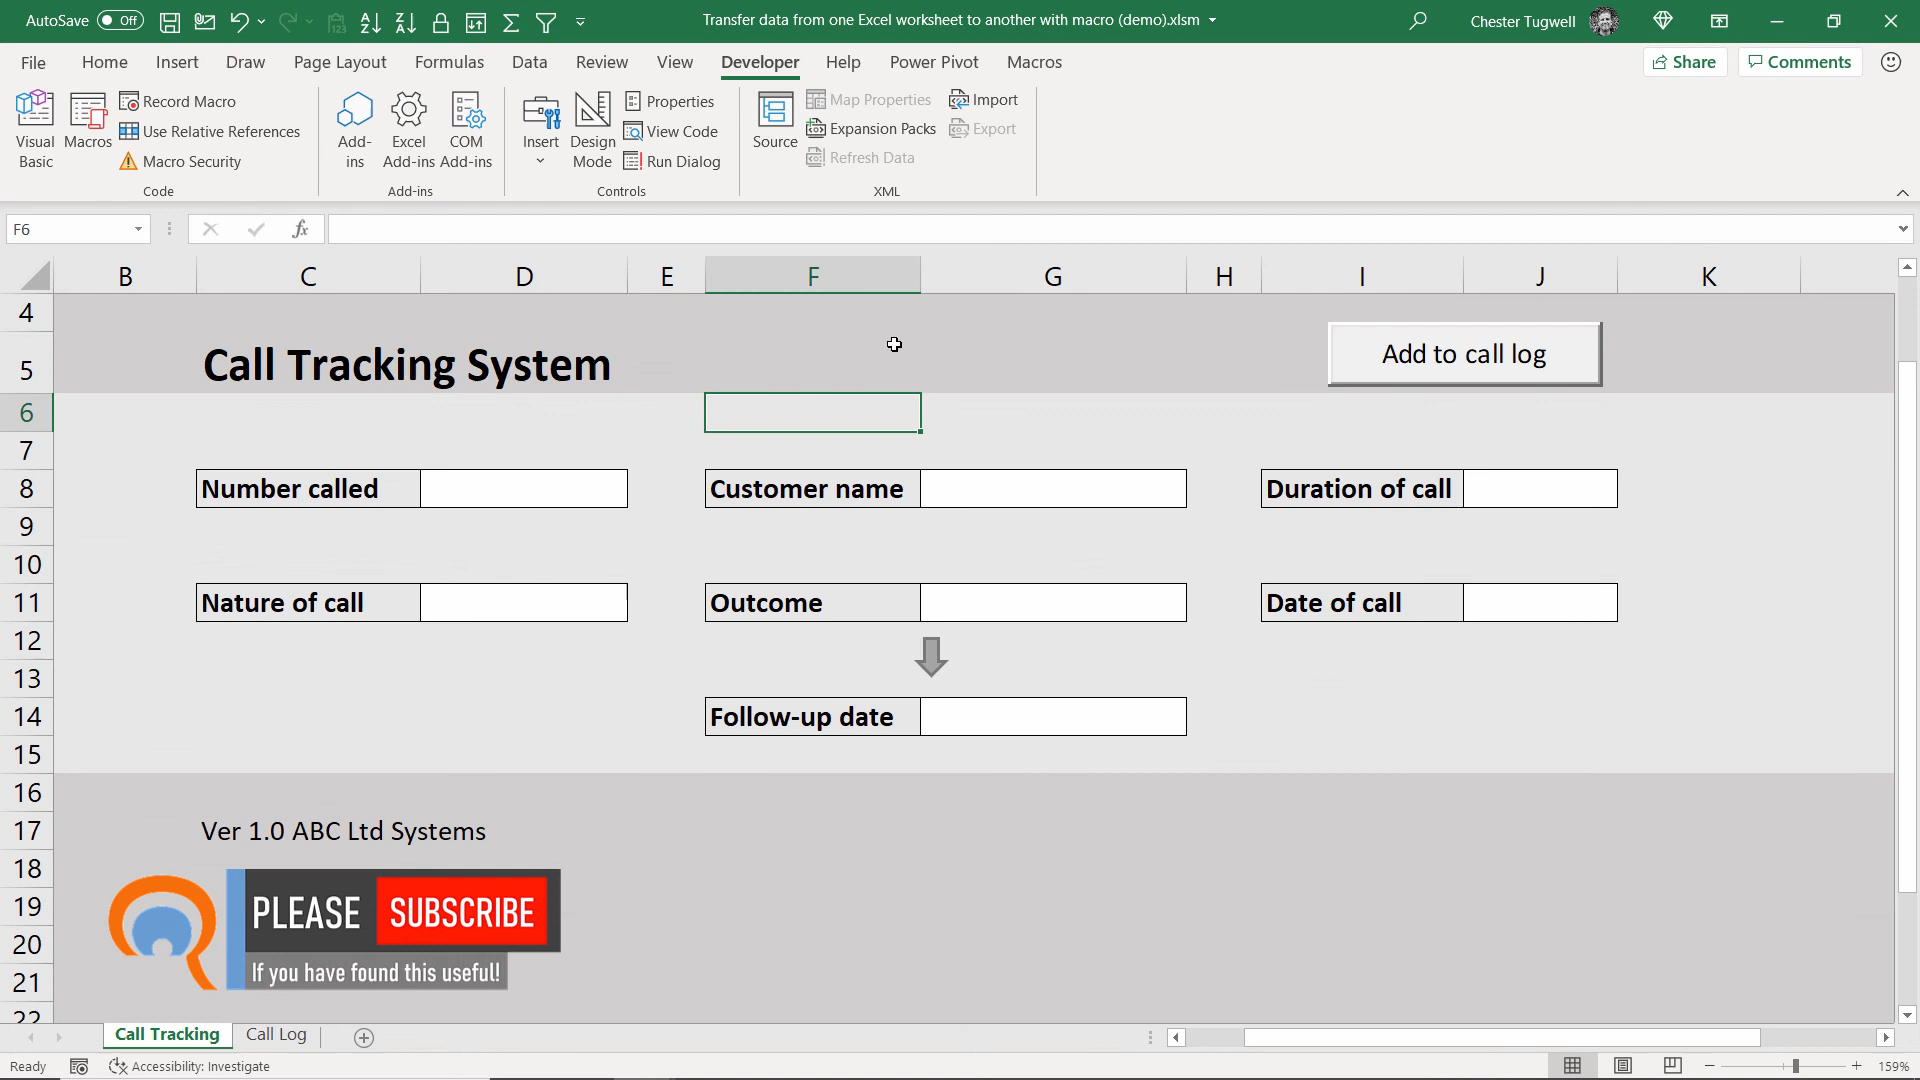 AutoSave Off
Transfer data from one Excel worksheet to another with macro (demo).xlsm
Chester Tugwell
File Home Insert Draw Page Layout Formulas Data Review View Developer Help Power Pivot Macros
Share Comments
Visual Basic
Macros
Record Macro
Use Relative References
Macro Security
Code
Add-ins
Excel Add-ins
COM Add-ins
Add-ins
Insert
Design Mode
Properties
View Code
Run Dialog
Controls
Source
Map Properties
Expansion Packs
Refresh Data
Import
Export
XML
F6
fx
B C D E F G H I J K
4
5 Call Tracking System Add to call log
6
7
8 Number called Customer name Duration of call
9
10
11 Nature of call Outcome Date of call
12
13
14 Follow-up date
15
16
17 Ver 1.0 ABC Ltd Systems
18
19 PLEASE SUBSCRIBE
20
21 If you have found this useful!
22
Call Tracking Call Log
Ready Accessibility: Investigate 159%